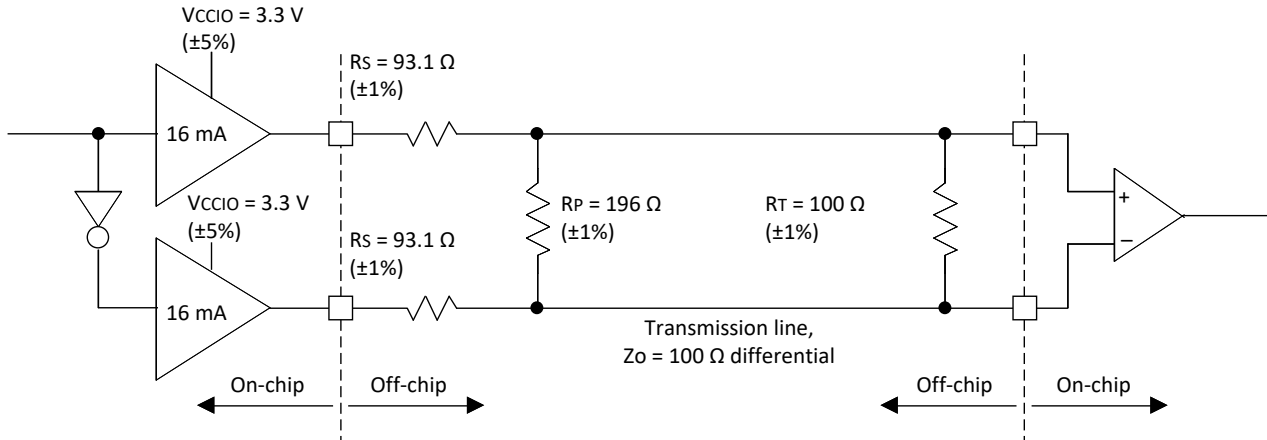 VCCIO = 3.3 V
(±5%)
RS = 93.1 Ω
(±1%)
16 mA
VCCIO = 3.3 V
(±5%)
RS = 93.1 Ω
(±1%)
16 mA
RP = 196 Ω
(±1%)
RT = 100 Ω
(±1%)
+
−
Transmission line,
Zo = 100 Ω differential
On-chip
Off-chip
Off-chip
On-chip